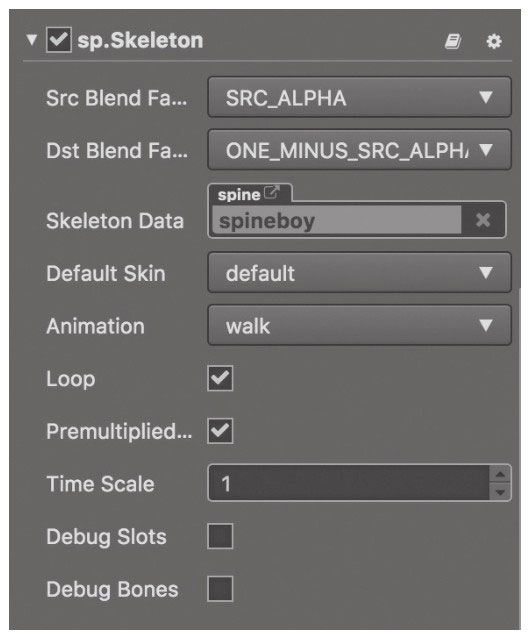 sp.Skeleton
Src Blend Fa... SRC_ALPHA
Dst Blend Fa... ONE_MINUS_SRC_ALPH
spine
Skeleton Data spineboy
Default Skin default
Animation walk
Loop
Premultiplied...
Time Scale 1
Debug Slots
Debug Bones